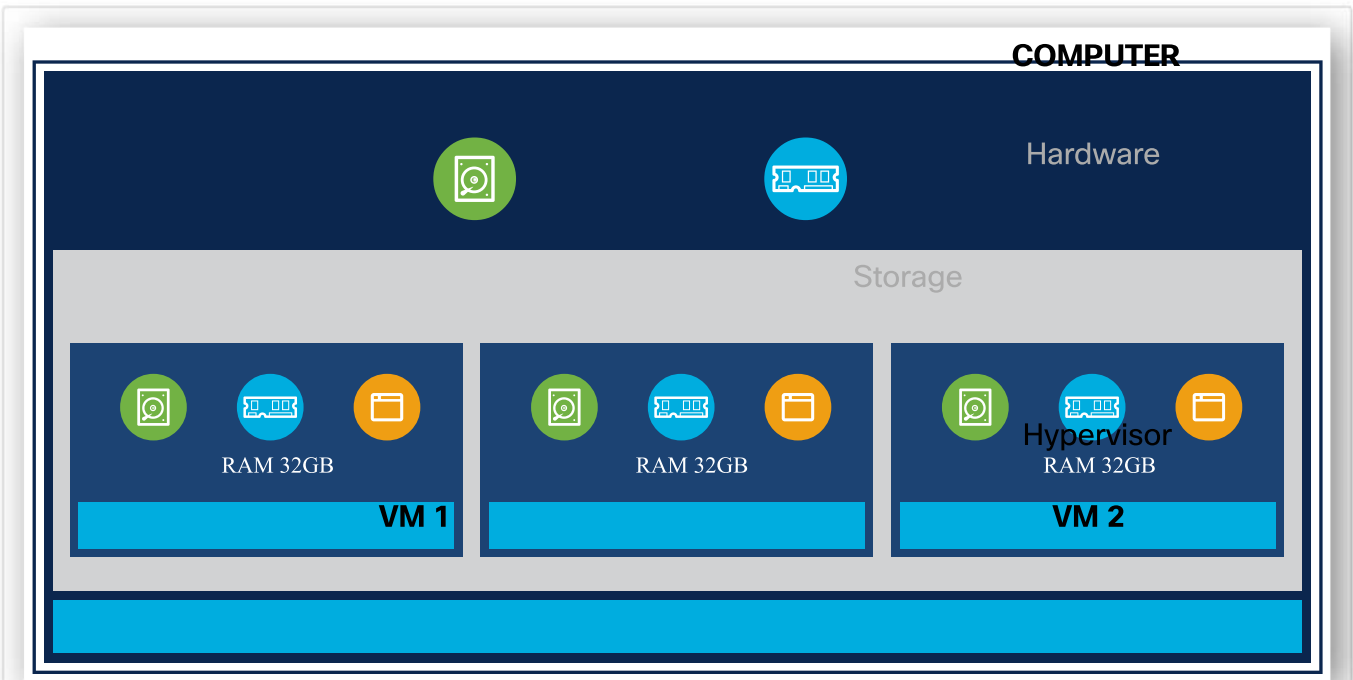 COMPUTER
Hardware
Storage
Hypervisor
RAM 32GB
RAM 32GB
RAM 32GB
VM 1
VM 2